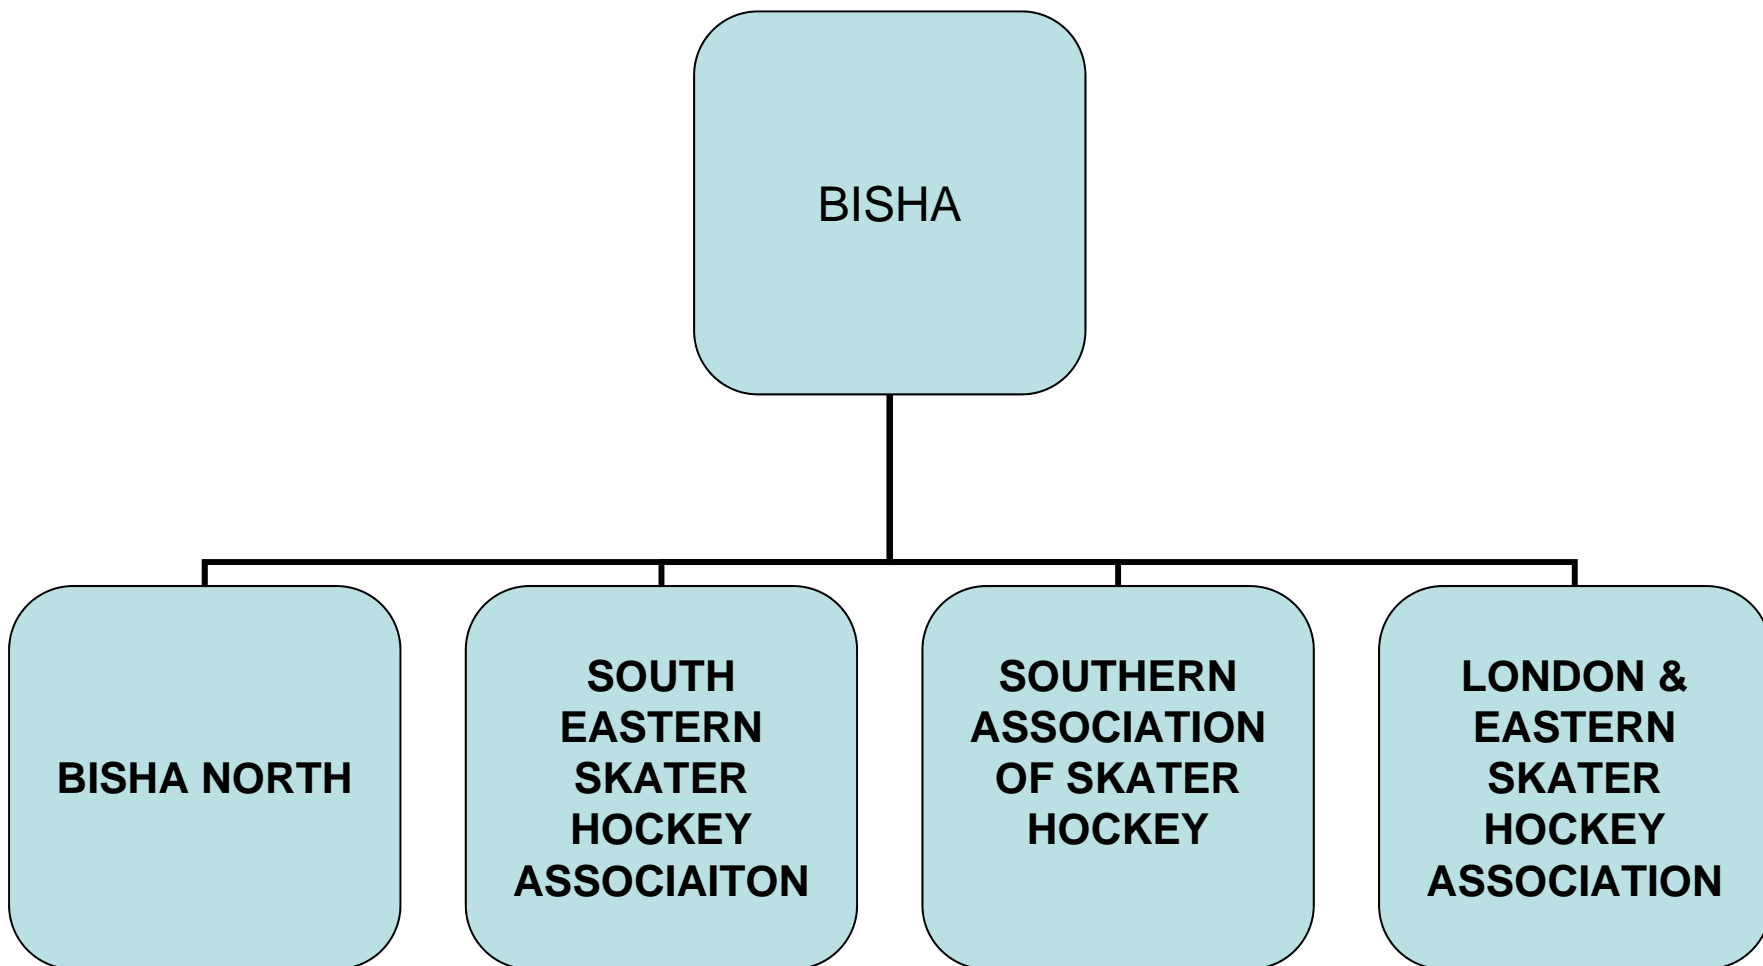 BISHA
BISHA NORTH
SOUTH
EASTERN
SKATER
HOCKEY
ASSOCIAITON
SOUTHERN
ASSOCIATION
OF SKATER
HOCKEY
LONDON &
EASTERN
SKATER
HOCKEY
ASSOCIATION